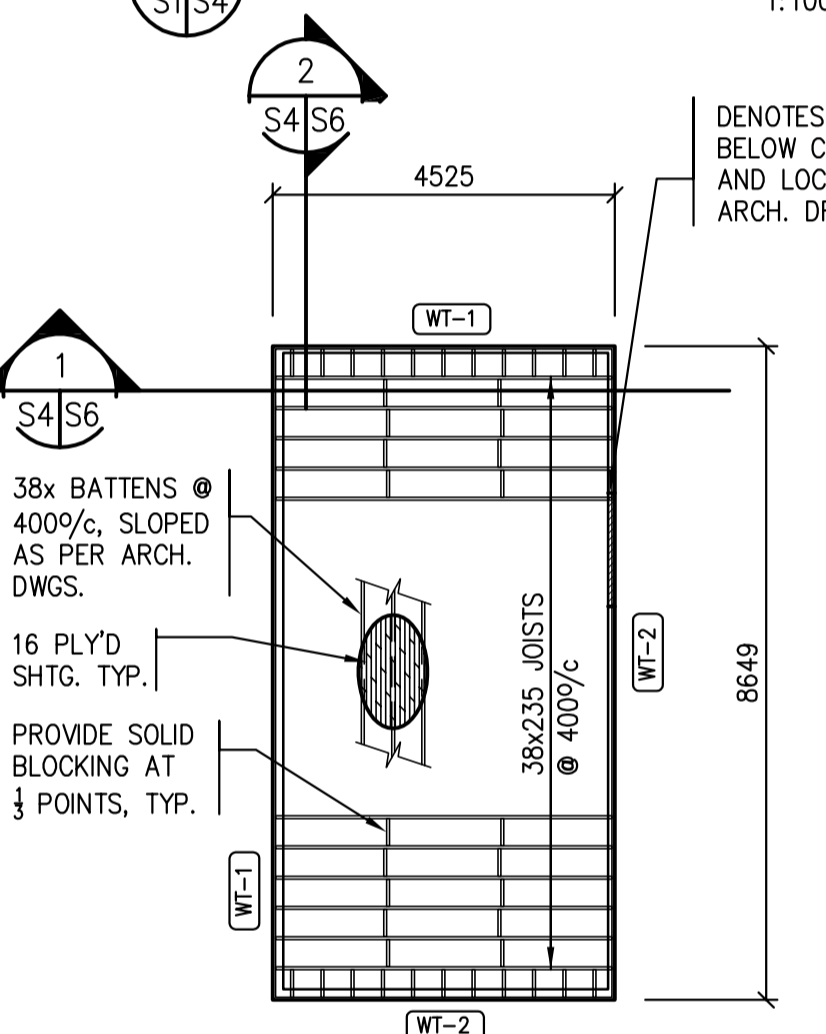 S1 S4
1:100
2
S4 S6
4525
DENOTES
BELOW
AND
ARCH.
WT-1
1
S4 S6
38x BATTENS @
400º/c, SLOPED
AS PER ARCH.
DWGS.
16 PLY'D
SHTG. TYP.
PROVIDE SOLID
BLOCKING AT
1/3 POINTS, TYP.
38x235 JOISTS
@ 400º/c
WT-2
8649
WT-1
WT-2